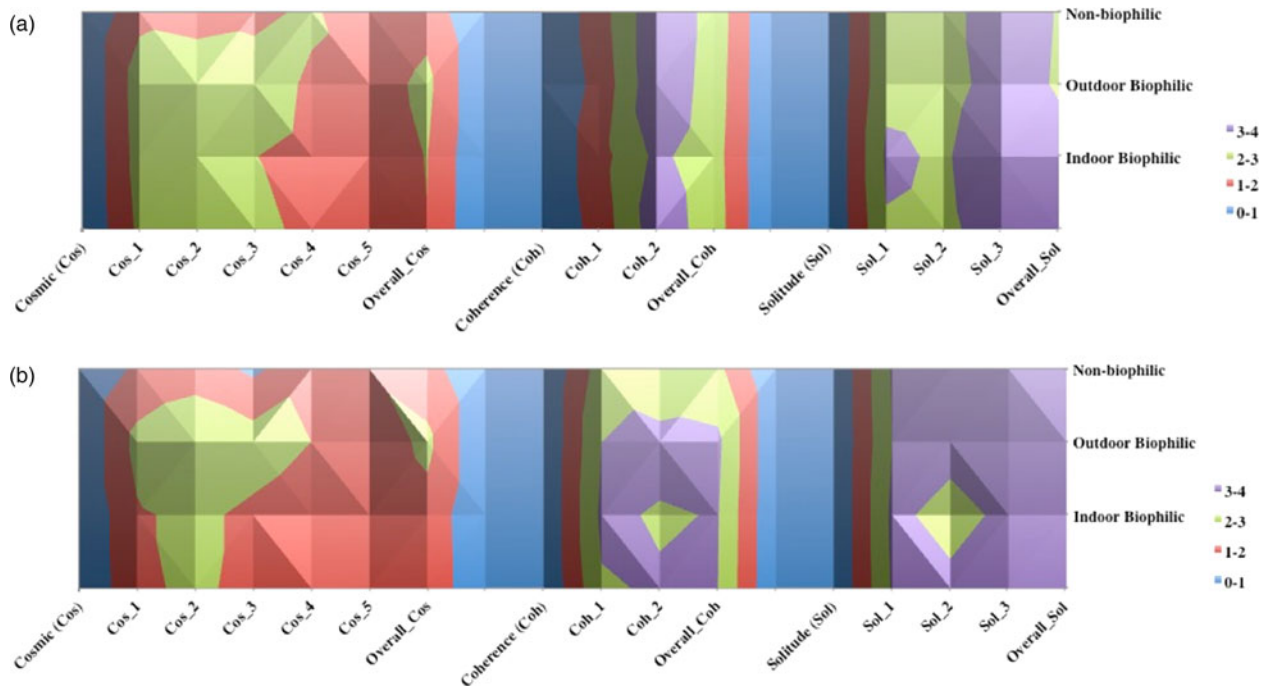 (a)
Non-biophilic
Outdoor Biophilic
Indoor Biophilic
3-4
2-3
1-2
0-1
Cosmic (Cos)
Cos_1
Cos_2
Cos_3
Cos_4
Cos_5
Overall_Cos
Coherence (Coh)
Coh_1
Coh_2
Overall_Coh
Solitude (Sol)
Sol_1
Sol_2
Sol_3
Overall_Sol
(b)
Non-biophilic
Outdoor Biophilic
Indoor Biophilic
3-4
2-3
1-2
0-1
Cosmic (Cos)
Cos_1
Cos_2
Cos_3
Cos_4
Cos_5
Overall_Cos
Coherence (Coh)
Coh_1
Coh_2
Overall_Coh
Solitude (Sol)
Sol_1
Sol_2
Sol_3
Overall_Sol